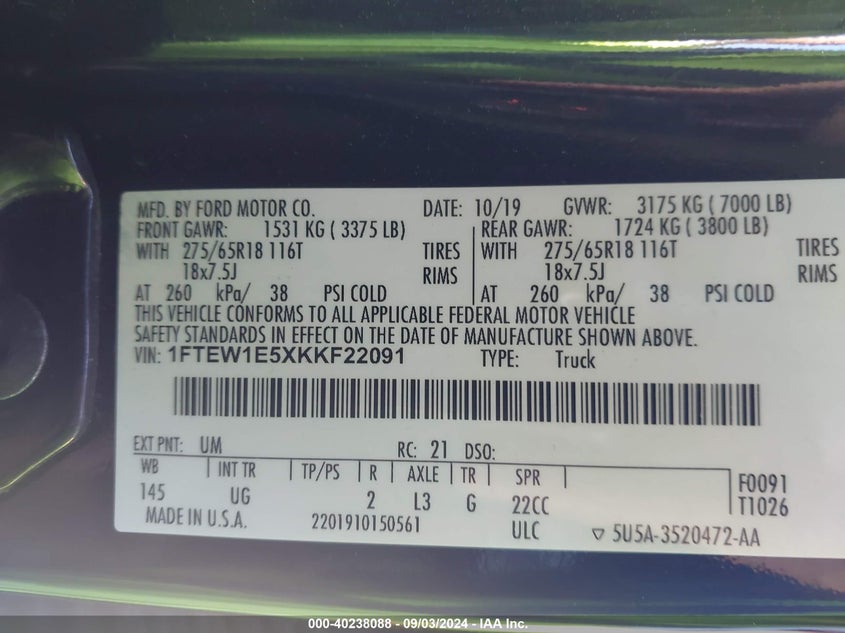 MFD. BY FORD MOTOR CO. DATE: 10/19 GVWR: 3175 KG ( 7000 LB)
FRONT GAWR: 1531 KG ( 3375 LB) REAR GAWR: 1724 KG ( 3800 LB)
WITH 275/65R18 116T TIRES WITH 275/65R18 116T TIRES
18x7.5J RIMS 18x7.5J RIMS
AT 260 kPa/ 38 PSI COLD AT 260 kPa/ 38 PSI COLD
THIS VEHICLE CONFORMS TO ALL APPLICABLE FEDERAL MOTOR VEHICLE
SAFETY STANDARDS IN EFFECT ON THE DATE OF MANUFACTURE SHOWN ABOVE.
VIN: 1FTEW1E5XKKF22091 TYPE: Truck
EXT PNT: UM RC: 21 DSO:
WB INT TR TP/PS R AXLE TR SPR F0091
145 UG 2 L3 G 22CC T1026
MADE IN U.S.A. 2201910150561 ULC ▽ 5U5A-3520472-AA
000-40238088 - 09/03/2024 - IAA Inc.